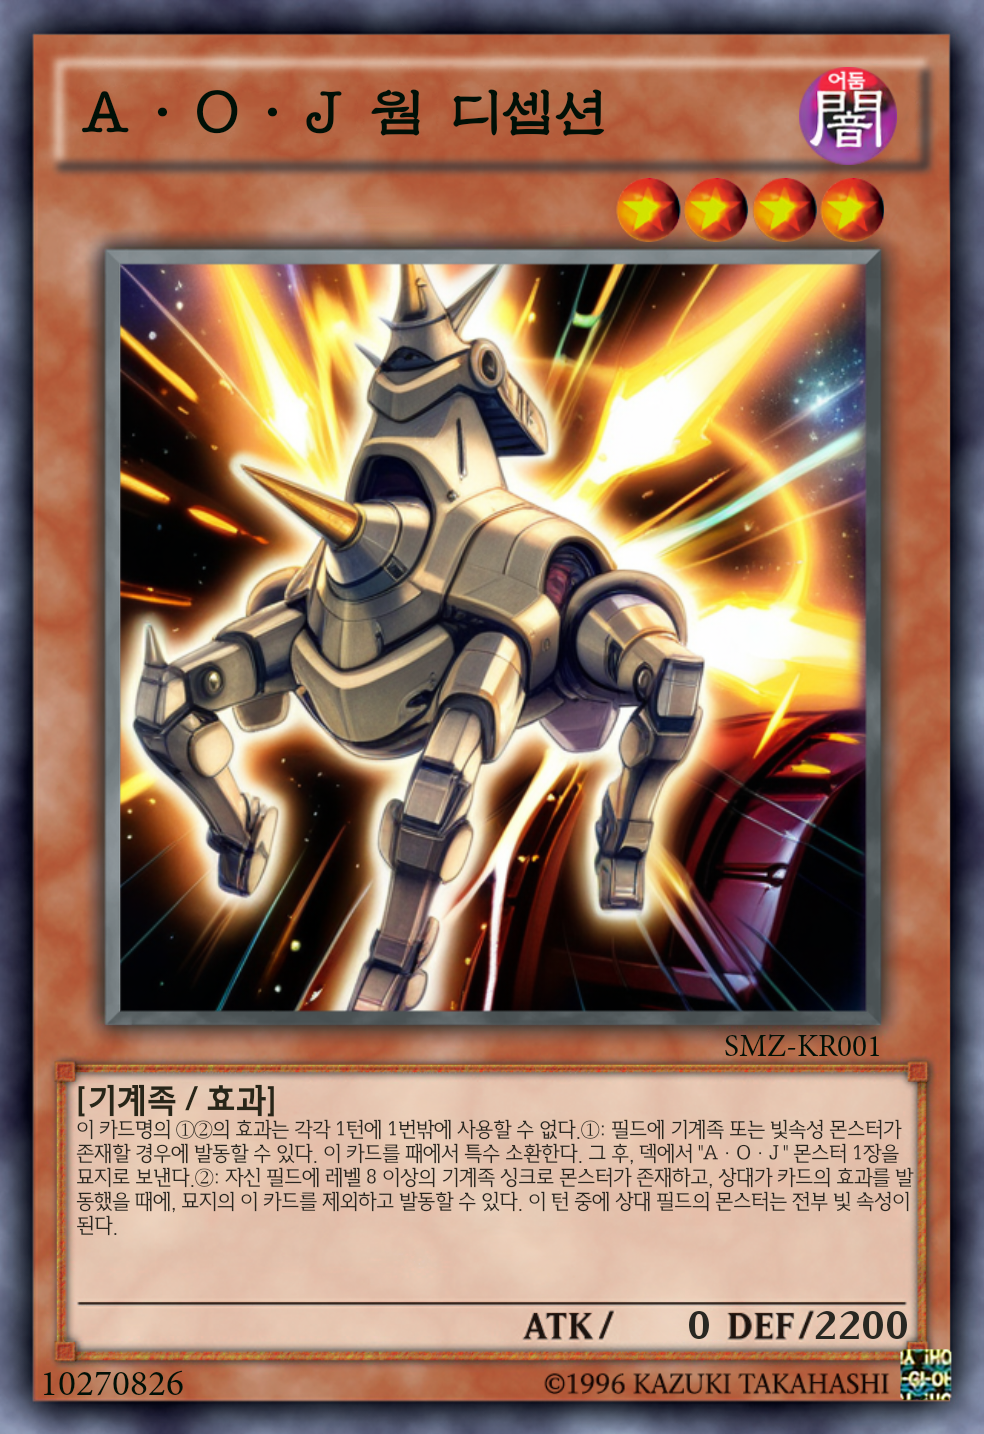 A・O・J 웜 디셉션
어둠
闇
SMZ-KR001
[기계족 / 효과]
이 카드명의 ①②의 효과는 각각 1턴에 1번밖에 사용할 수 없다.①: 필드에 기계족 또는 빛속성 몬스터가
존재할 경우에 발동할 수 있다. 이 카드를 패에서 특수 소환한다. 그 후, 덱에서 "A・O・J" 몬스터 1장을
묘지로 보낸다.②: 자신 필드에 레벨 8 이상의 기계족 싱크로 몬스터가 존재하고, 상대가 카드의 효과를 발
동했을 때에, 묘지의 이 카드를 제외하고 발동할 수 있다. 이 턴 중에 상대 필드의 몬스터는 전부 빛 속성이
된다.
ATK/ 0 DEF/2200
10270826 ©1996 KAZUKI TAKAHASHI